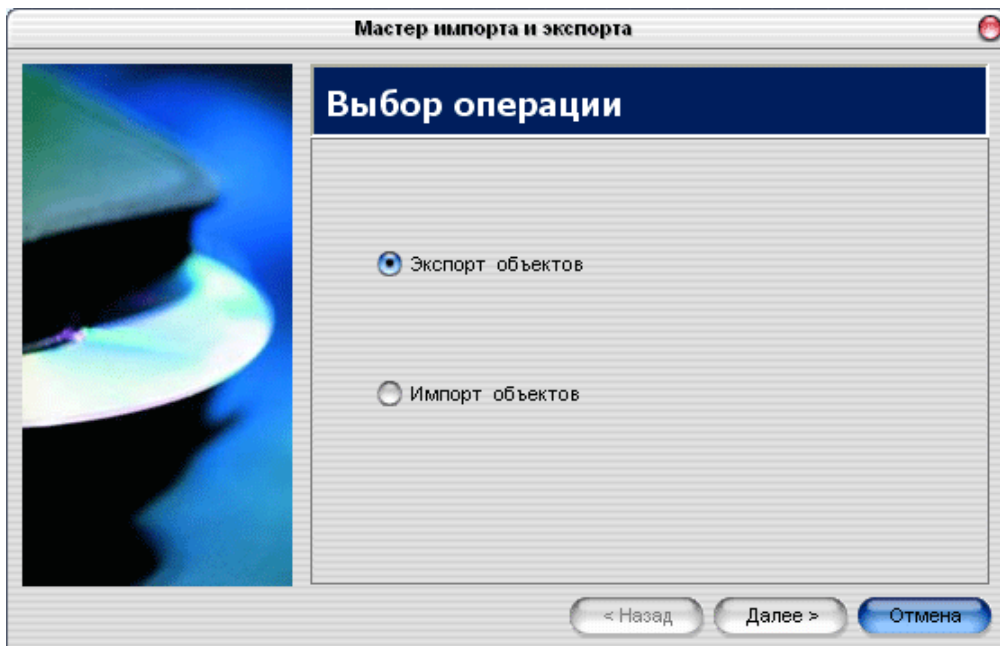 Мастер импорта и экспорта
Выбор операции
Экспорт объектов
Импорт объектов
< Назад
Далее >
Отмена